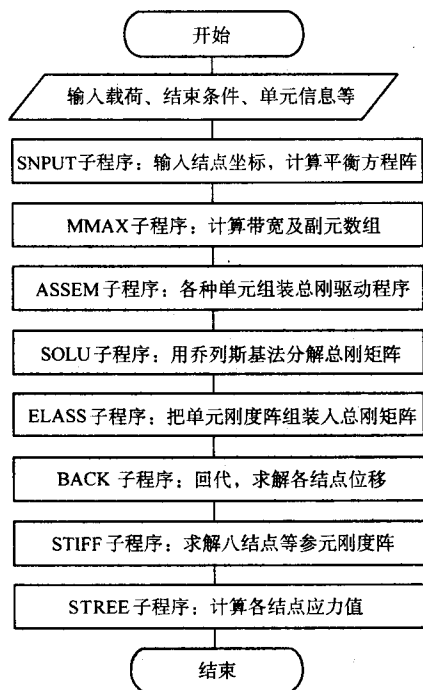 开始
输入载荷、结束条件、单元信息等
SNPUT子程序：输入结点坐标，计算平衡方程阵
MMAX子程序：计算带宽及副元数组
ASSEM子程序：各种单元组装总刚驱动程序
SOLU子程序：用乔列斯基法分解总刚矩阵
ELASS子程序：把单元刚度阵组装入总刚矩阵
BACK 子程序：回代，求解各结点位移
STIFF子程序：求解八结点等参元刚度阵
STREE子程序：计算各结点应力值
结束